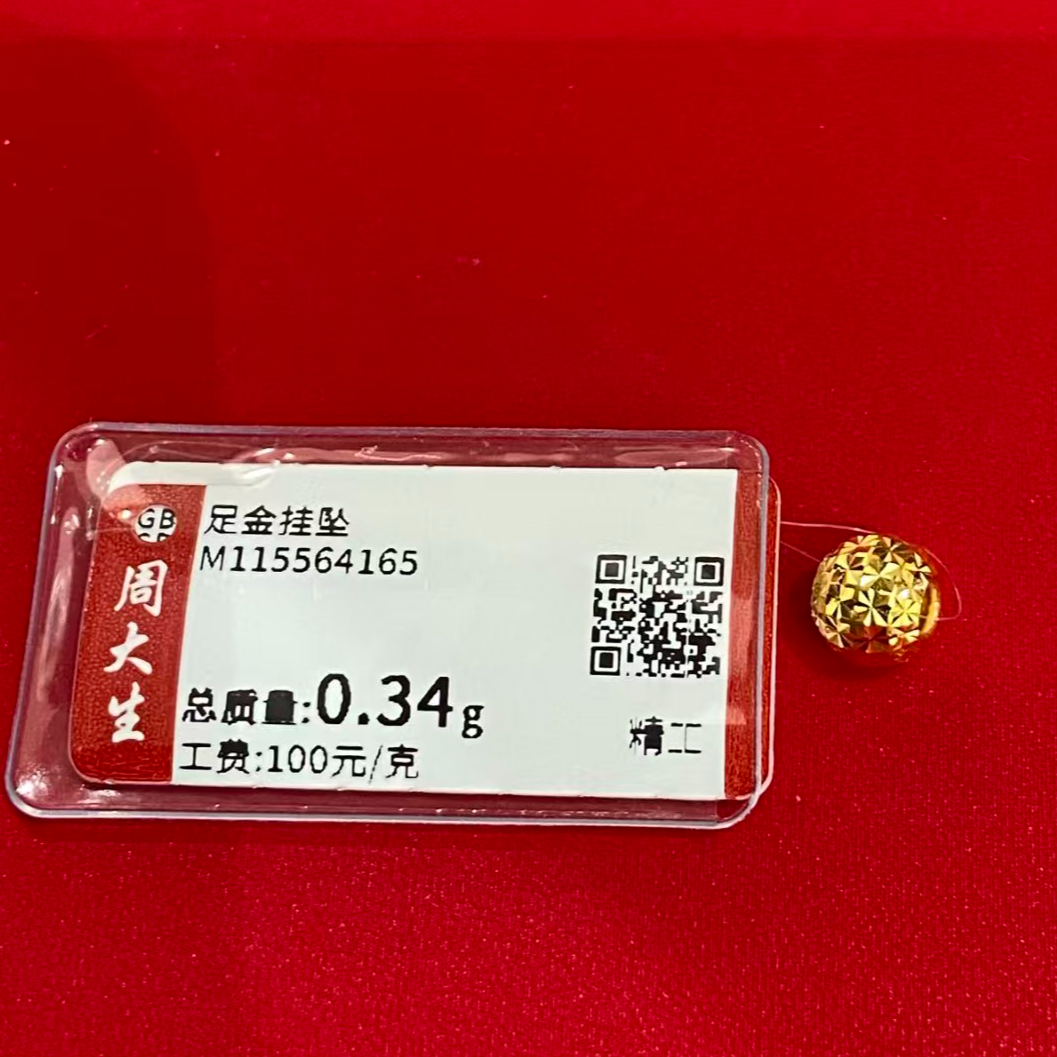 GB
周大生
足金挂坠
M115564165
总质量:0.34g
工费:100元/克
精工